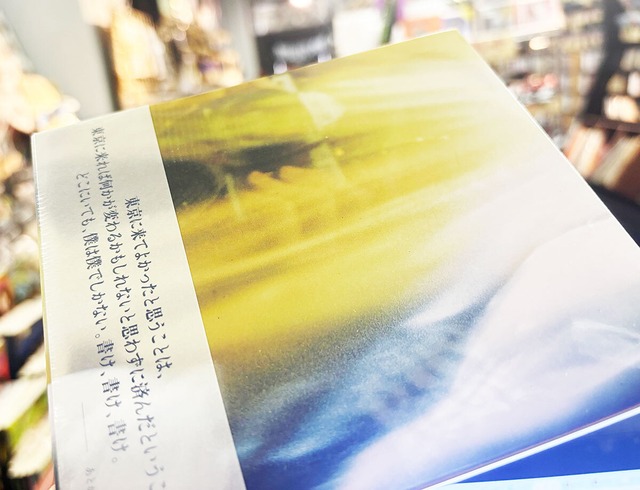 東京に来てよかったと思うことは、
東京に来れば何かが変わるかもしれないと思わずに済んだというこ
どこにいても、僕は僕でしかない。書け、書け、書け。